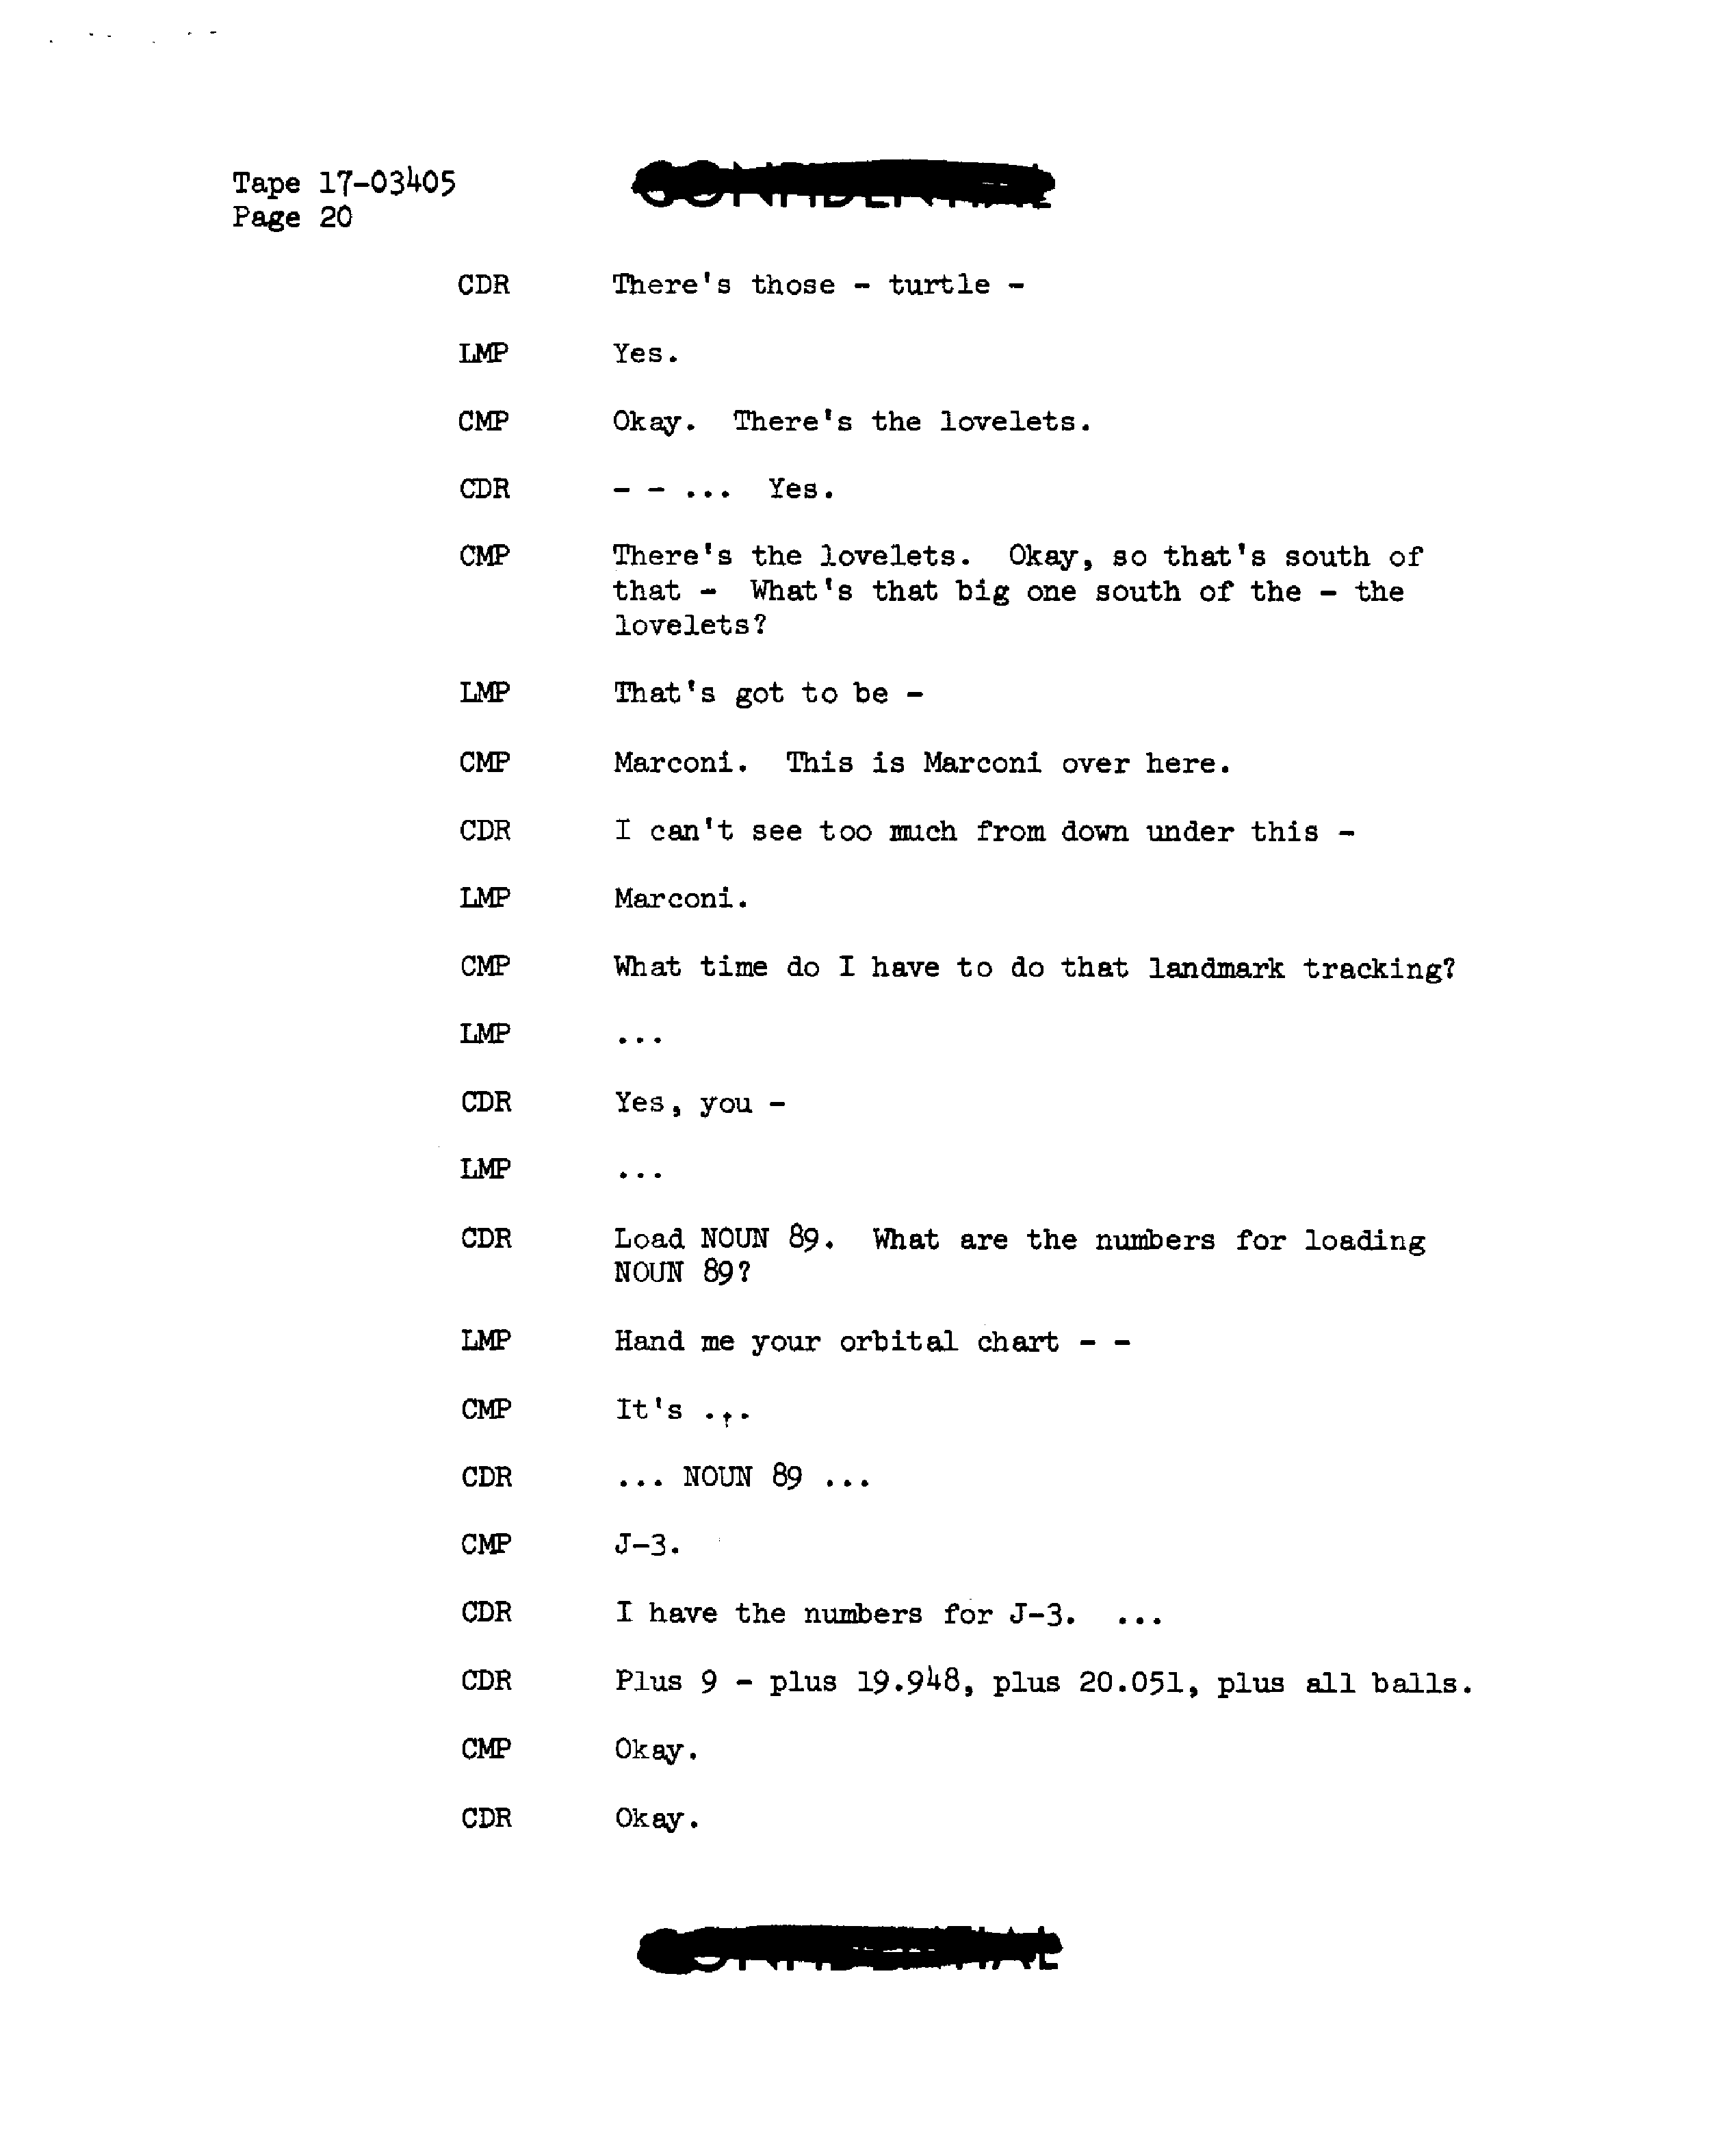 Tape 17-03405
Page 20
CONFIDENTIAL
CDR There's those - turtle -
LMP Yes.
CMP Okay. There's the lovelets.
CDR - - ... Yes.
CMP There's the lovelets. Okay, so that's south of
that - What's that big one south of the - the
lovelets?
LMP That's got to be -
CMP Marconi. This is Marconi over here.
CDR I can't see too much from down under this -
LMP Marconi.
CMP What time do I have to do that landmark tracking?
LMP ...
CDR Yes, you -
LMP ...
CDR Load NOUN 89. What are the numbers for loading
NOUN 89?
LMP Hand me your orbital chart - -
CMP It's ...
CDR ... NOUN 89 ...
CMP J-3.
CDR I have the numbers for J-3. ...
CDR Plus 9 - plus 19.948, plus 20.051, plus all balls.
CMP Okay.
CDR Okay.
CONFIDENTIAL